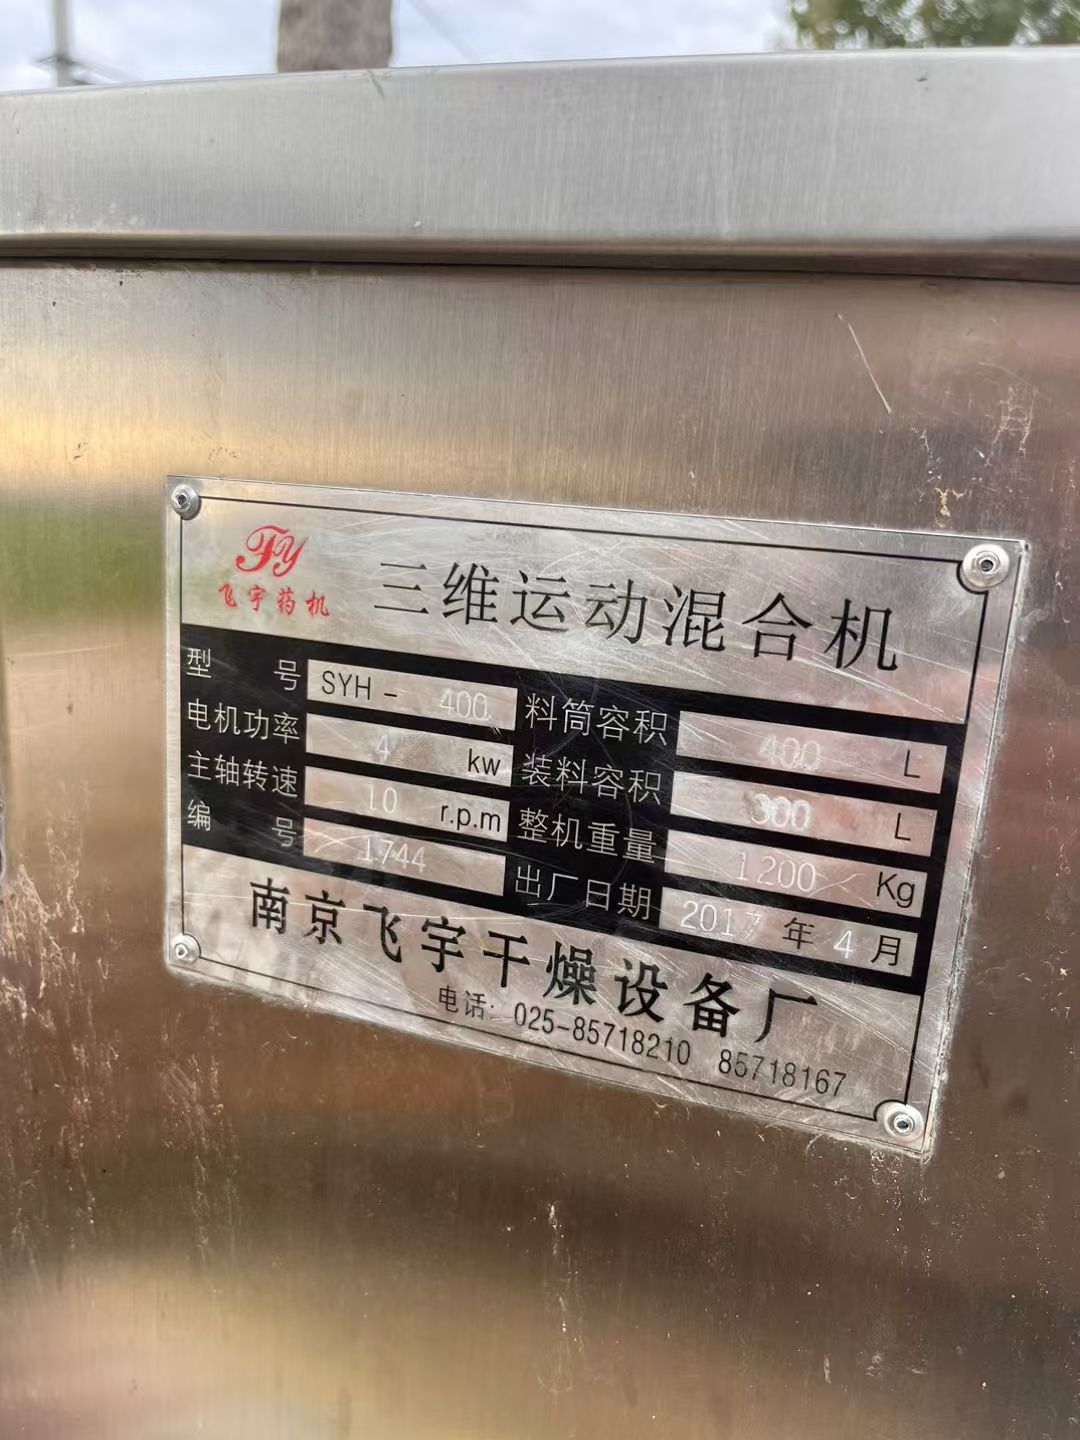 TY
飞宇药机
三维运动混合机
型号 SYH - 400 料筒容积 400 L
电机功率 4 kw 装料容积 300 L
主轴转速 10 r.p.m 整机重量 1200 Kg
编号 1744 出厂日期 2017 年 4 月
南京飞宇干燥设备厂
电话: 025-85718210 85718167